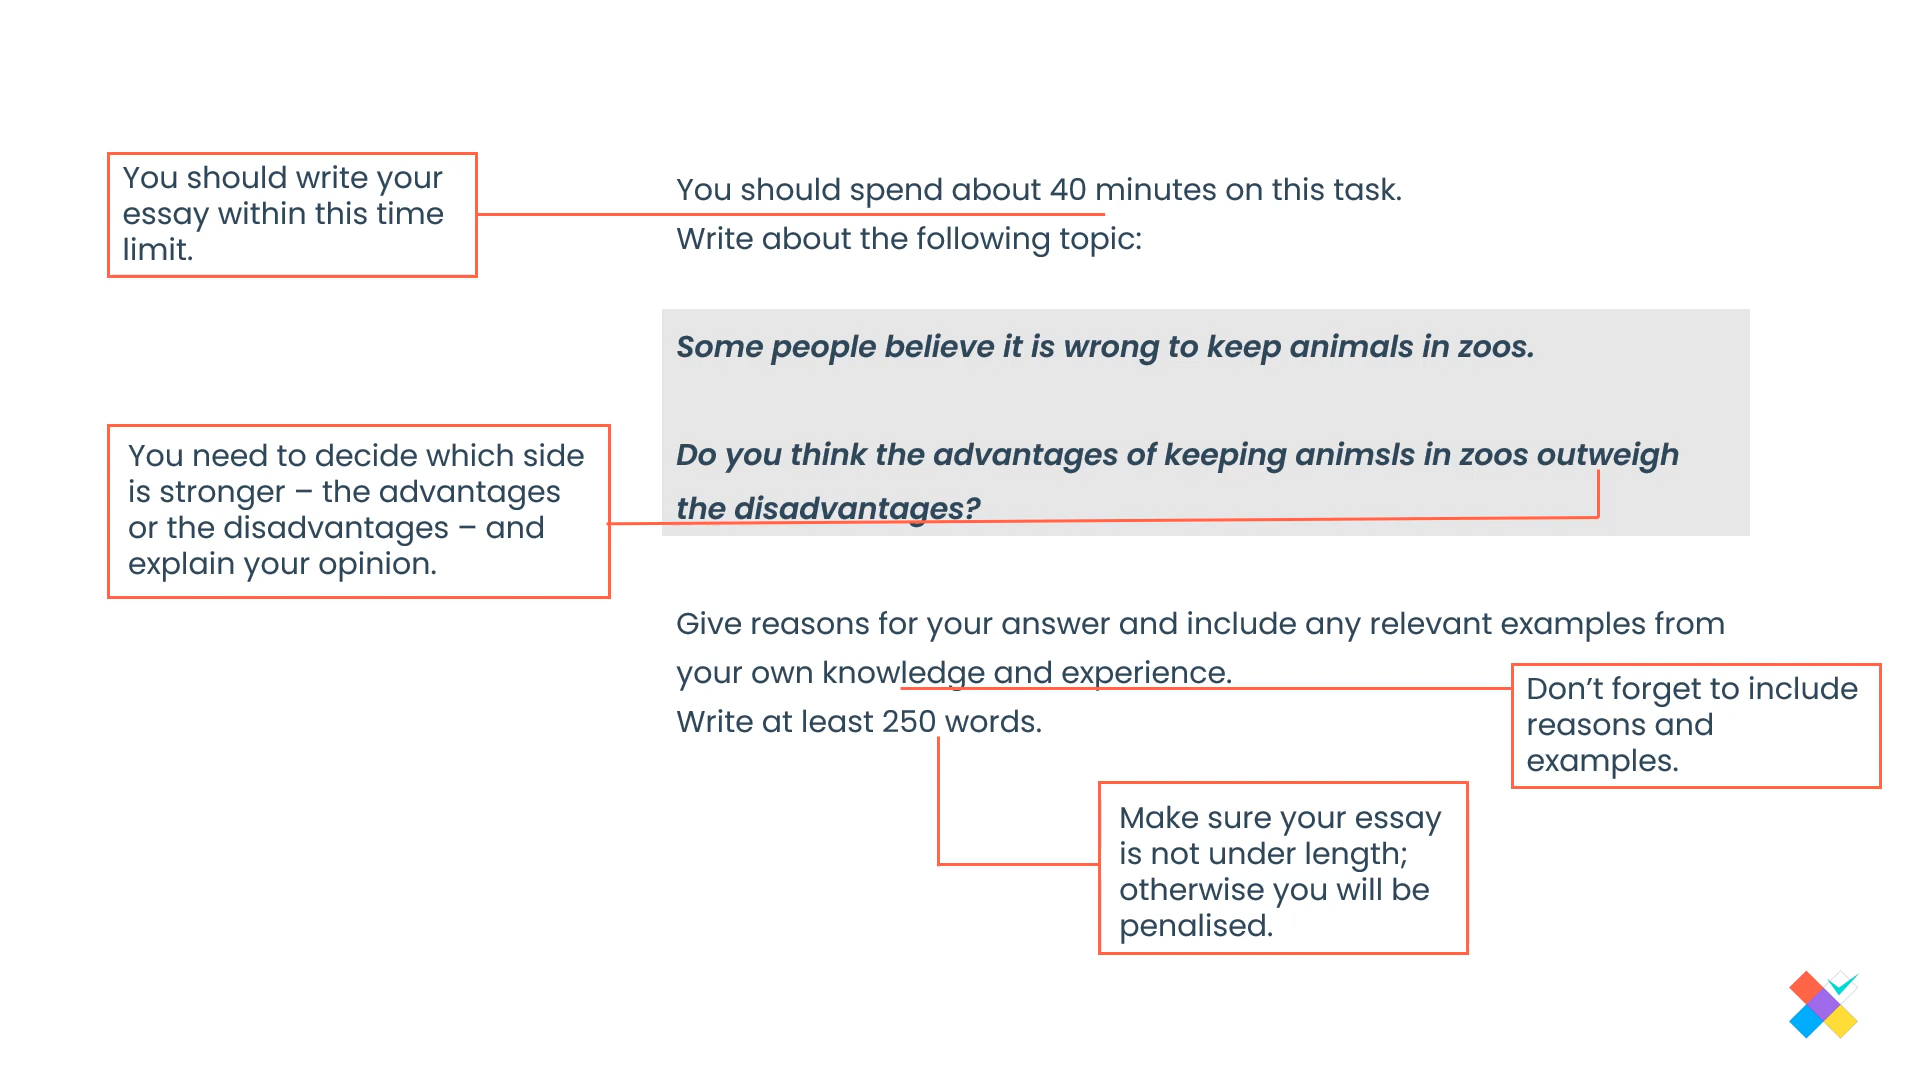 You should write your
essay within this time
limit.
You should spend about 40 minutes on this task.
Write about the following topic:
Some people believe it is wrong to keep animals in zoos.
Do you think the advantages of keeping animsls in zoos outweigh
the disadvantages?
You need to decide which side
is stronger – the advantages
or the disadvantages – and
explain your opinion.
Give reasons for your answer and include any relevant examples from
your own knowledge and experience.
Write at least 250 words.
Don't forget to include
reasons and
examples.
Make sure your essay
is not under length;
otherwise you will be
penalised.